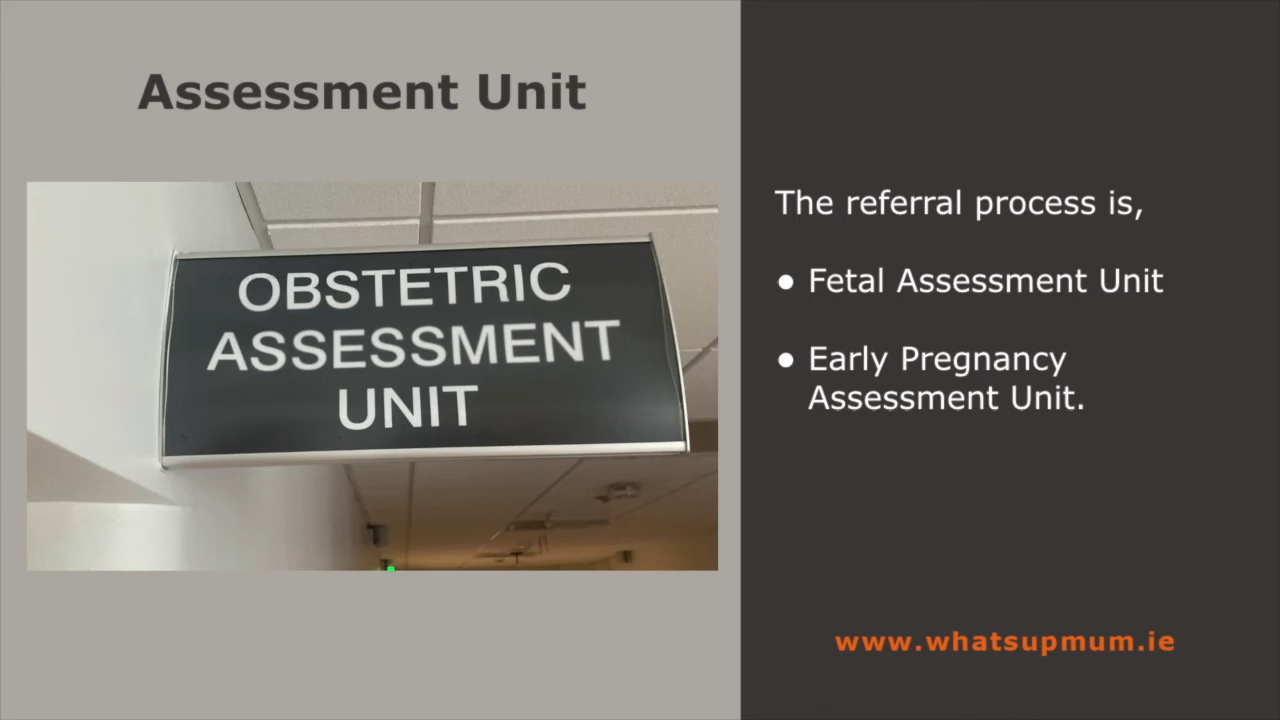 Assessment Unit
OBSTETRIC
ASSESSMENT
UNIT
The referral process is,
● Fetal Assessment Unit
● Early Pregnancy
Assessment Unit.
www.whatsupmum.ie